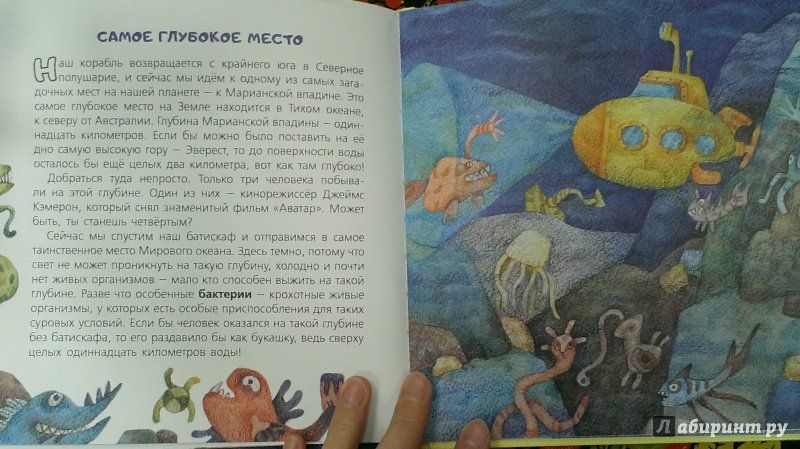 САМОЕ ГЛУБОКОЕ МЕСТО
Наш корабль возвращается с крайнего юга в Северное
полушарие, и сейчас мы идём к одному из самых зага-
дочных мест на нашей планете – к Марианской впадине. Это
самое глубокое место на Земле находится в Тихом океане,
к северу от Австралии. Глубина Марианской впадины – один-
надцать километров. Если бы можно было поставить на её
дно самую высокую гору – Эверест, то до поверхности воды
осталось бы ещё целых два километра, вот как там глубоко!
Добраться туда непросто. Только три человека побыва-
ли на этой глубине. Один из них – кинорежиссёр Джеймс
Кэмерон, который снял знаменитый фильм «Аватар». Может
быть, ты станешь четвёртым?
Сейчас мы спустим наш батискаф и отправимся в самое
таинственное место Мирового океана. Здесь темно, потому что
свет не может проникнуть на такую глубину, холодно и почти
нет живых организмов – мало кто способен выжить на такой
глубине. Разве что особенные бактерии – крохотные живые
организмы, у которых есть особые приспособления для таких
суровых условий. Если бы человек оказался на такой глубине
без батискафа, то его раздавило бы как букашку, ведь сверху
целых одиннадцать километров воды!
Лабиринт.ру